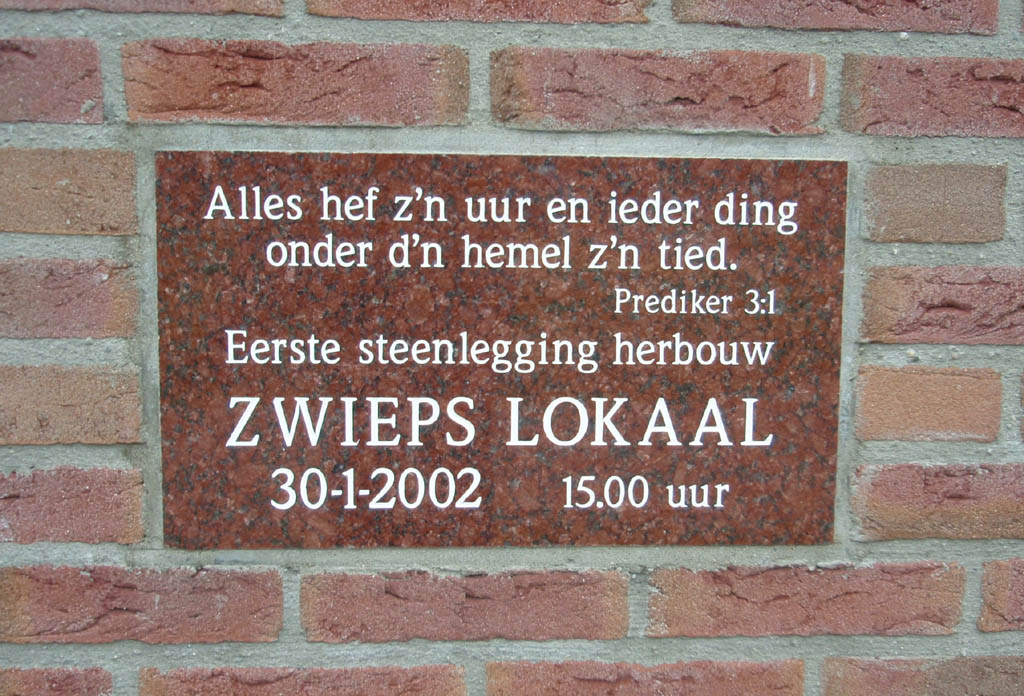 Alles hef z'n uur en ieder ding
onder d'n hemel z'n tied.
Prediker 3:1
Eerste steenlegging herbouw
ZWIEPS LOKAAL
30-1-2002 15.00 uur